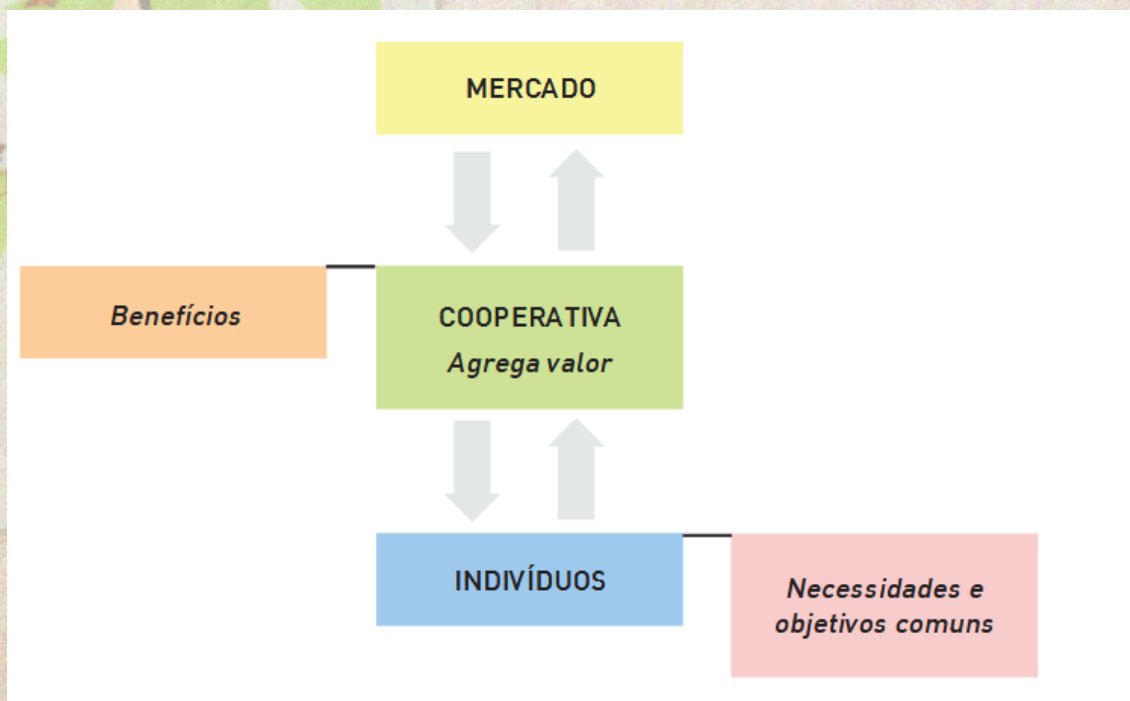 MERCADO
Benefícios
COOPERATIVA
Agrega valor
INDIVÍDUOS
Necessidades e
objetivos comuns